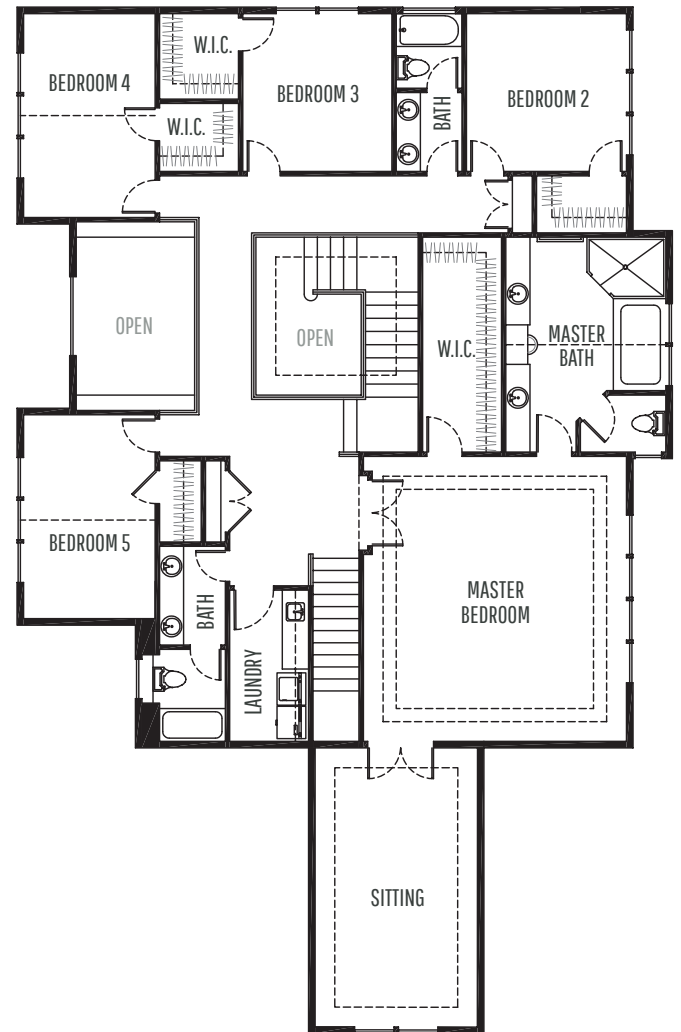 W.I.C.
BEDROOM 4
BEDROOM 3
BEDROOM 2
BATH
W.I.C.
OPEN
OPEN
W.I.C.
MASTER
BATH
BEDROOM 5
MASTER
BEDROOM
BATH
LAUNDRY
SITTING